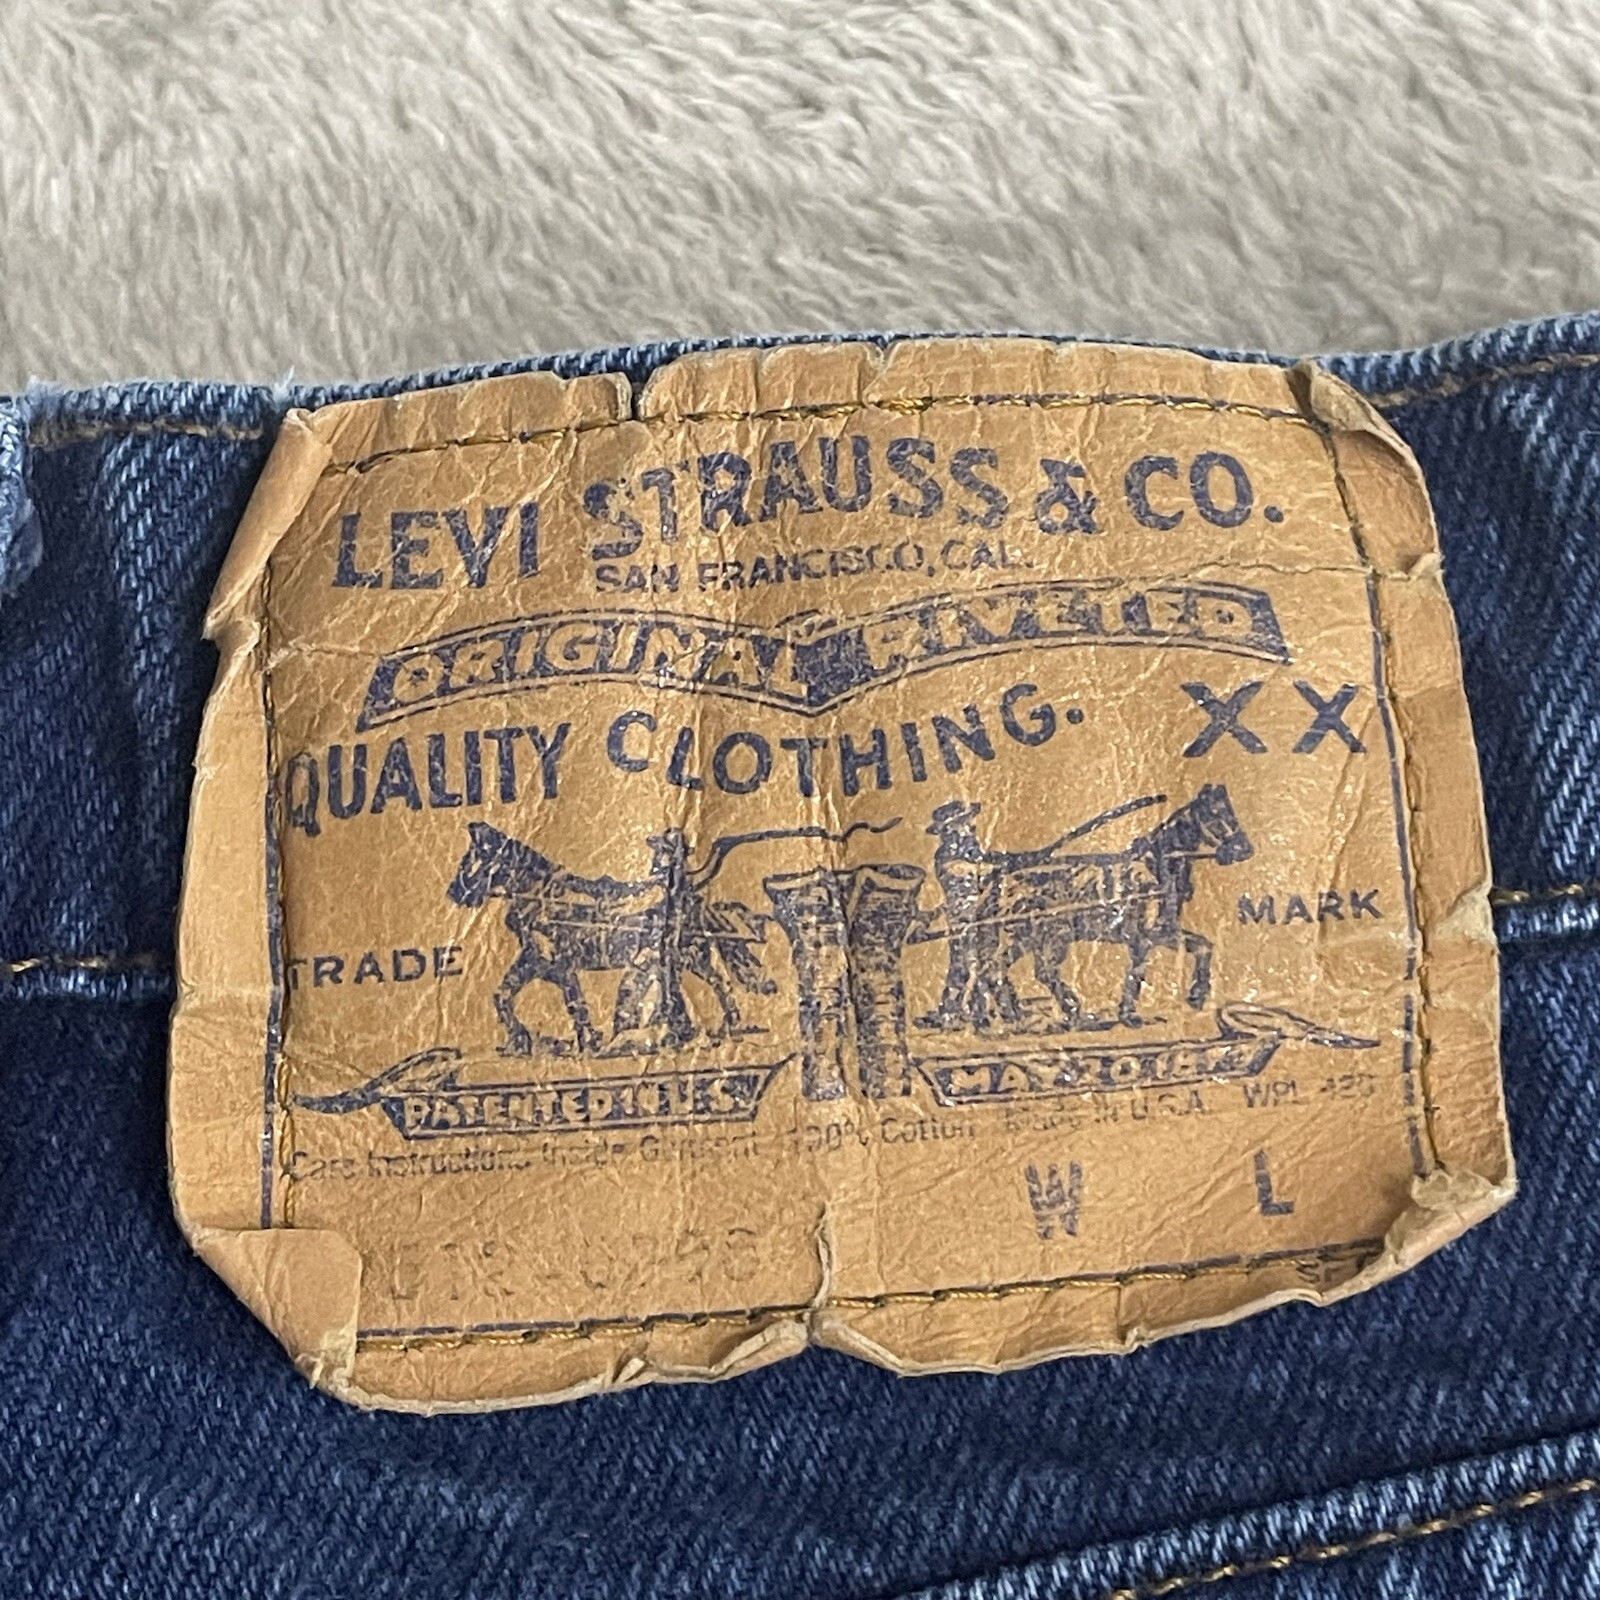 LEVI STRAUSS & CO.
SAN FRANCISCO, CAL.
ORIGINAL RIVETED
QUALITY CLOTHING. XX
TRADE MARK
PATENTED IN U.S. MAY 20 1873
Care Instructions Inside Garment 100% Cotton Made in U.S.A. WPL 423
W L